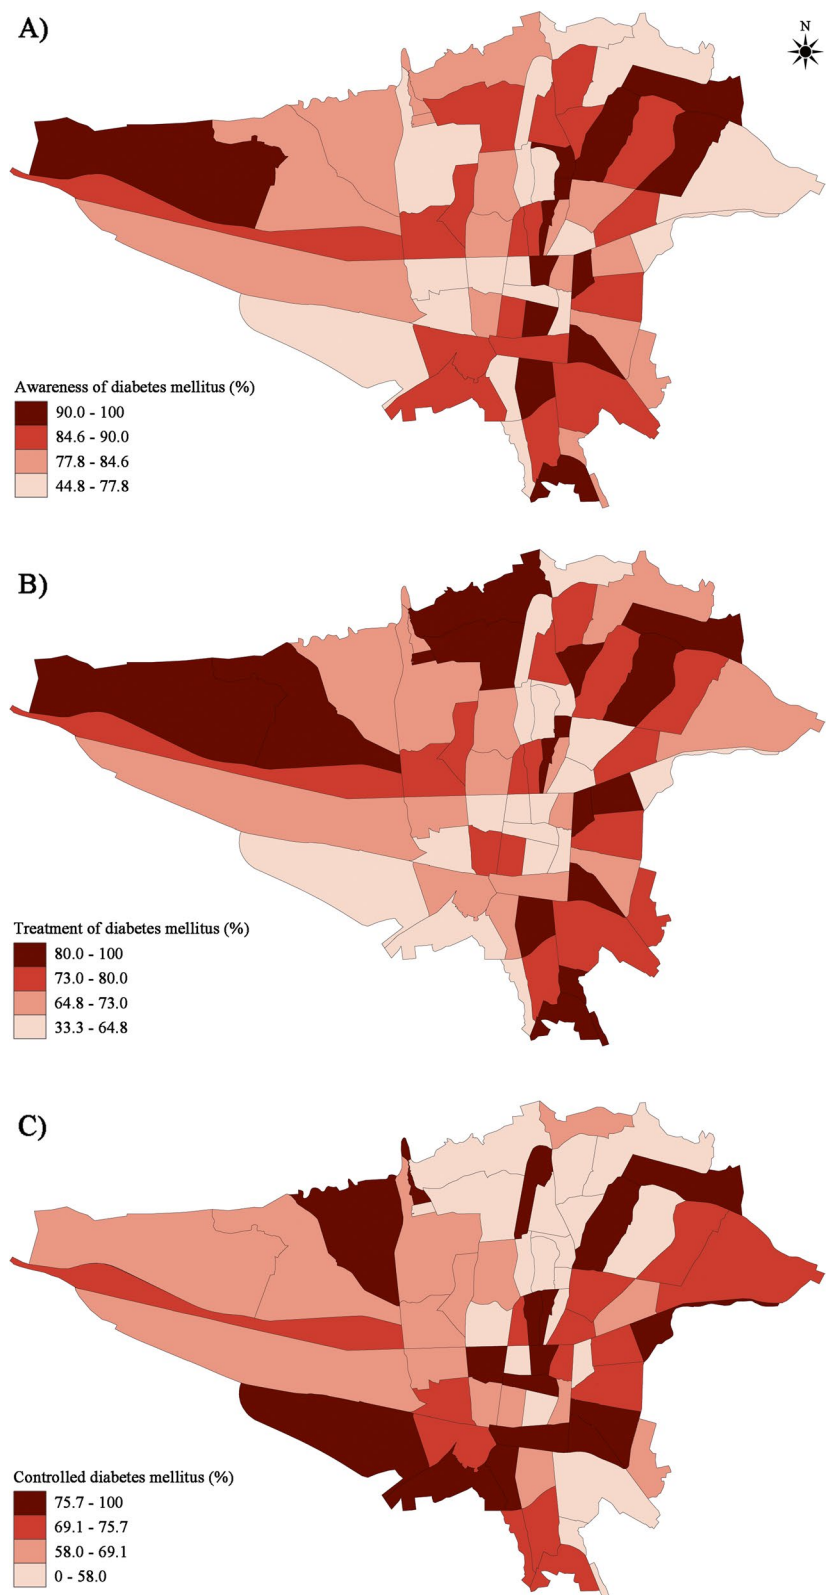 A)
N
Awareness of diabetes mellitus (%)
90.0 - 100
84.6 - 90.0
77.8 - 84.6
44.8 - 77.8
B)
Treatment of diabetes mellitus (%)
80.0 - 100
73.0 - 80.0
64.8 - 73.0
33.3 - 64.8
C)
Controlled diabetes mellitus (%)
75.7 - 100
69.1 - 75.7
58.0 - 69.1
0 - 58.0